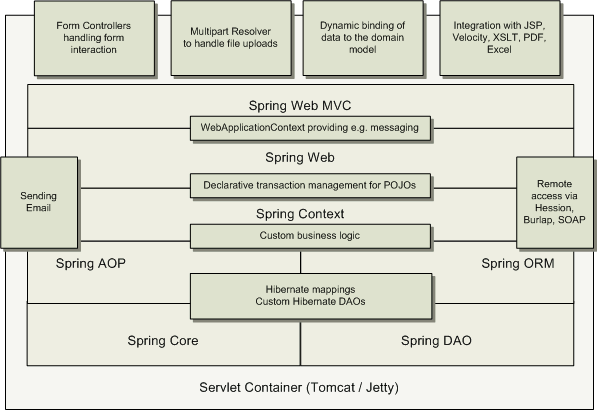 Form Controllers
handling form
interaction
Multipart Resolver
to handle file uploads
Dynamic binding of
data to the domain
model
Integration with JSP,
Velocity, XSLT, PDF,
Excel
Spring Web MVC
WebApplicationContext providing e.g. messaging
Spring Web
Sending
Email
Declarative transaction management for POJOs
Remote
access via
Hession,
Burlap, SOAP
Spring Context
Custom business logic
Spring AOP
Spring ORM
Hibernate mappings
Custom Hibernate DAOs
Spring Core
Spring DAO
Servlet Container (Tomcat / Jetty)